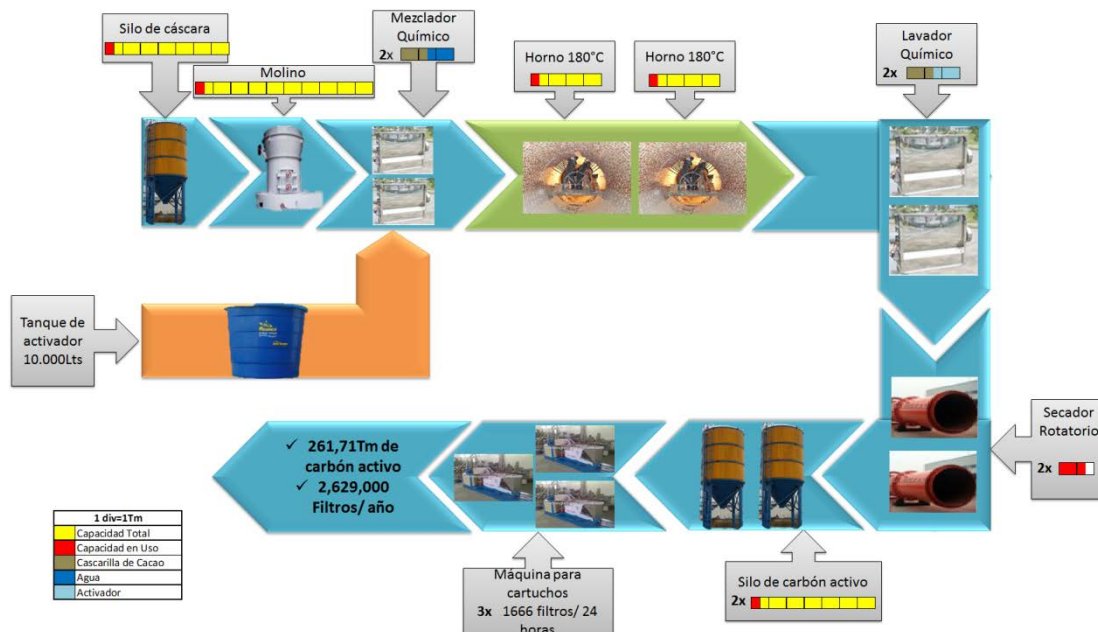 Silo de cáscara
Molino
Mezclador
Químico
2x
Horno 180°C
Horno 180°C
Lavador
Químico
2x
Tanque de
activador
10.000Lts
Secador
Rotatorio
2x
✓ 261,71Tm de
carbón activo
✓ 2,629,000
Filtros/ año
Máquina para
cartuchos
3x 1666 filtros/ 24
horas
Silo de carbón activo
2x
1 div=1Tm
Capacidad Total
Capacidad en Uso
Cascarilla de Cacao
Agua
Activador